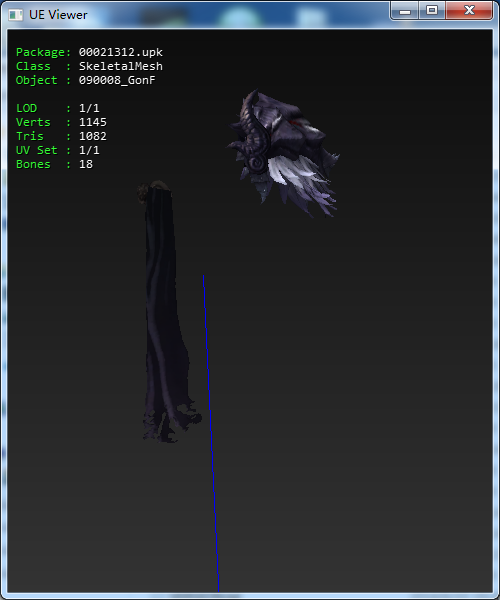 UE Viewer
Package: 00021312.upk
Class : SkeletalMesh
Object : 090008_GonF
LOD : 1/1
Verts : 1145
Tris : 1082
UV Set : 1/1
Bones : 18